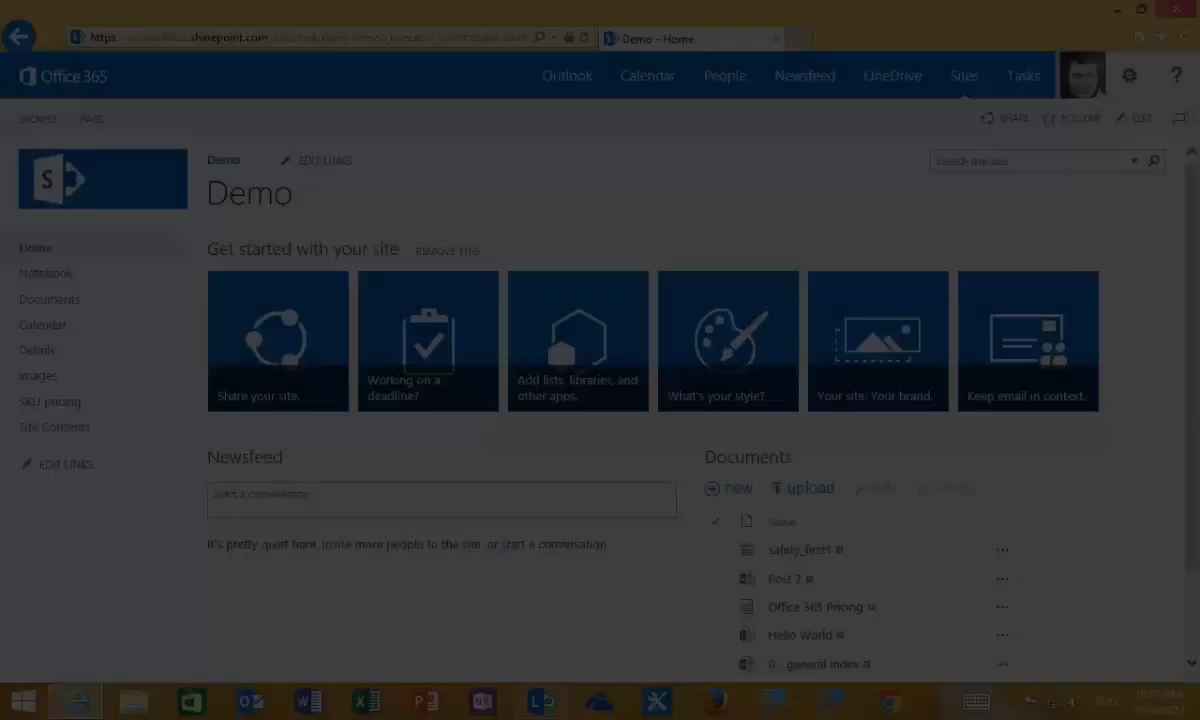 Demo - Home
Office 365
Outlook Calendar People Newsfeed OneDrive Sites Tasks
?
BROWSE PAGE
SHARE FOLLOW EDIT
Demo EDIT LINKS
Search this site
S
Demo
Home
Get started with your site REMOVE THIS
Notebook
Documents
Calendar
Details
Images
SKU pricing
Site Contents
EDIT LINKS
Share your site.
Working on a
deadline?
Add lists, libraries, and
other apps.
What's your style?
Your site. Your brand.
Keep email in context.
Newsfeed
Start a conversation
It's pretty quiet here. Invite more people to the site, or start a conversation
Documents
new upload
Name
safety_first1
Post 2
Office 365 Pricing
Hello World
0 - general index